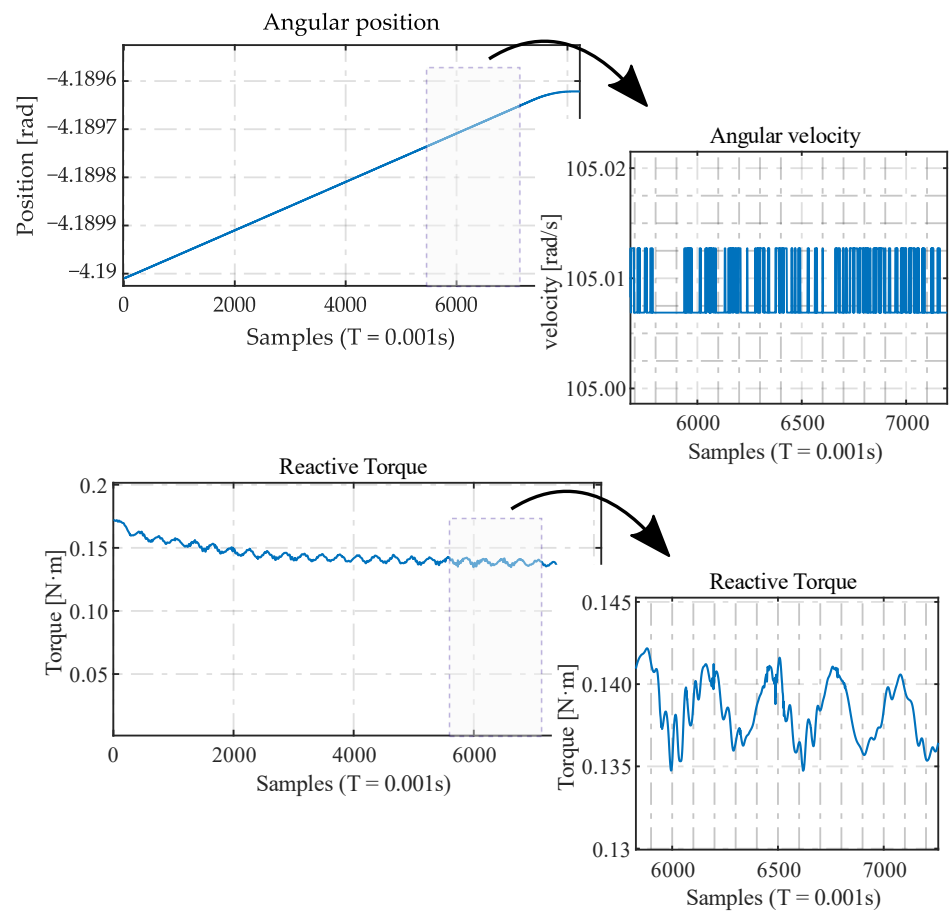 Angular position
Position [rad]
−4.1896
−4.1897
−4.1898
−4.1899
−4.19
0 2000 4000 6000
Samples (T = 0.001s)
Angular velocity
velocity [rad/s]
105.02
105.01
105.00
6000 6500 7000
Samples (T = 0.001s)
Reactive Torque
Torque [N·m]
0.2
0.15
0.10
0.05
0 2000 4000 6000
Samples (T = 0.001s)
Reactive Torque
Torque [N·m]
0.145
0.140
0.135
0.13
6000 6500 7000
Samples (T = 0.001s)